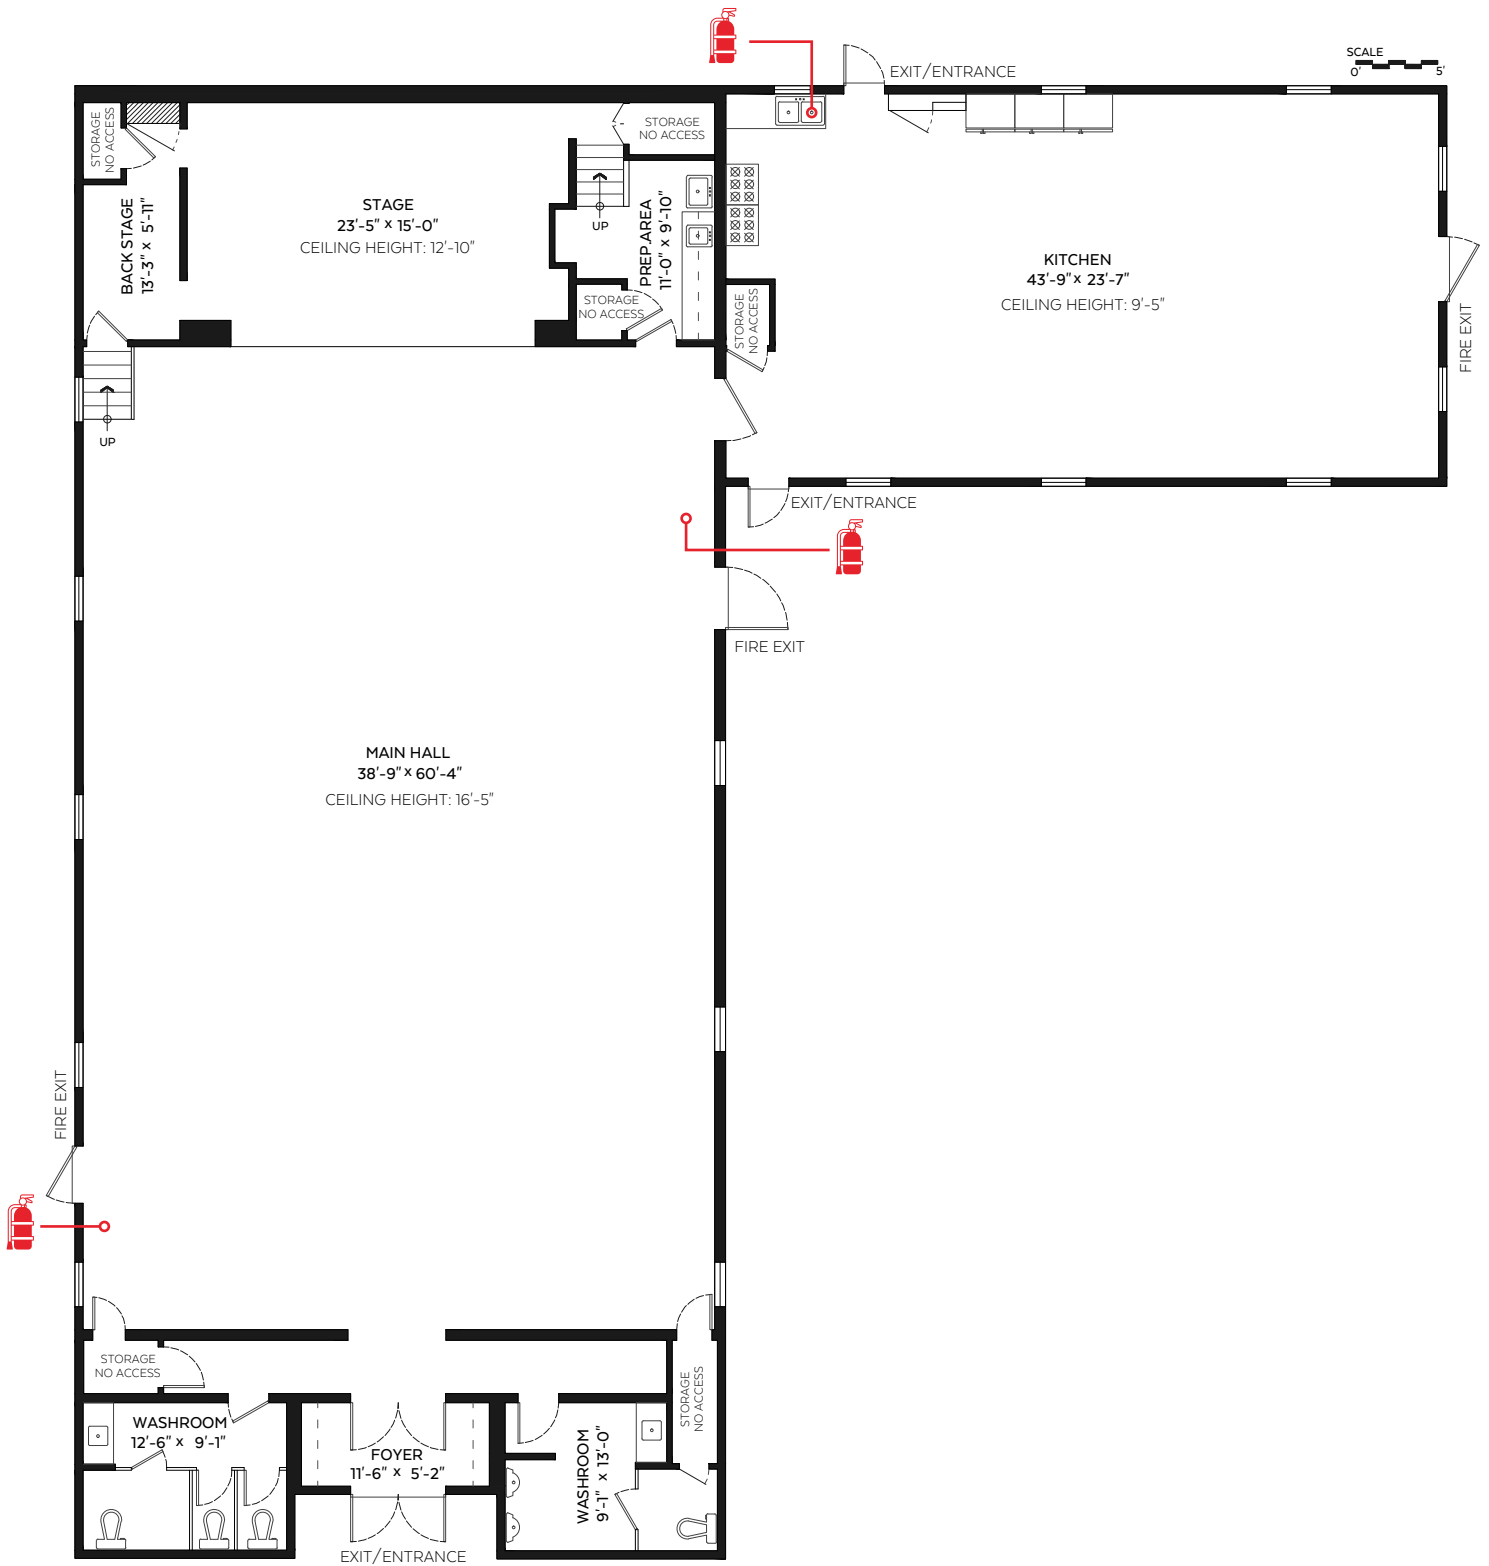 SCALE
0' 5'
EXIT/ENTRANCE
STORAGE
NO ACCESS
STORAGE
NO ACCESS
STAGE
23'-5" x 15'-0"
CEILING HEIGHT: 12'-10"
BACK STAGE
13'-3" x 5'-11"
UP
PREP.AREA
11'-0" x 9'-10"
STORAGE
NO ACCESS
STORAGE
NO ACCESS
KITCHEN
43'-9" x 23'-7"
CEILING HEIGHT: 9'-5"
FIRE EXIT
UP
EXIT/ENTRANCE
FIRE EXIT
MAIN HALL
38'-9" x 60'-4"
CEILING HEIGHT: 16'-5"
FIRE EXIT
STORAGE
NO ACCESS
STORAGE
NO ACCESS
WASHROOM
12'-6" x 9'-1"
FOYER
11'-6" x 5'-2"
WASHROOM
9'-1" x 13'-0"
EXIT/ENTRANCE